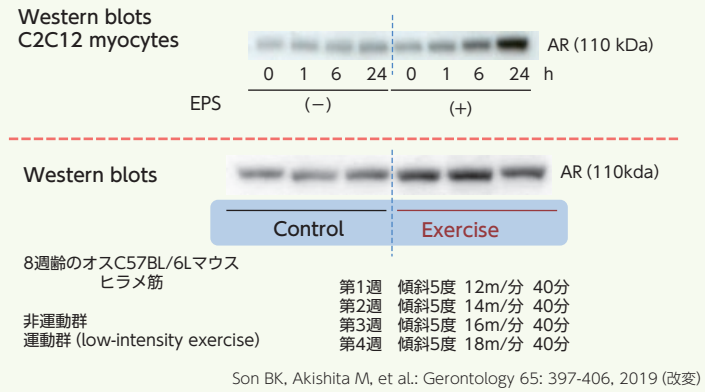 Western blots
C2C12 myocytes
AR (110 kDa)
0 1 6 24 0 1 6 24 h
EPS (−) (+)
Western blots
AR (110kda)
Control Exercise
8週齢のオスC57BL/6Lマウス
ヒラメ筋
非運動群
運動群 (low-intensity exercise)
第1週 傾斜5度 12m/分 40分
第2週 傾斜5度 14m/分 40分
第3週 傾斜5度 16m/分 40分
第4週 傾斜5度 18m/分 40分
Son BK, Akishita M, et al.: Gerontology 65: 397-406, 2019 (改変)